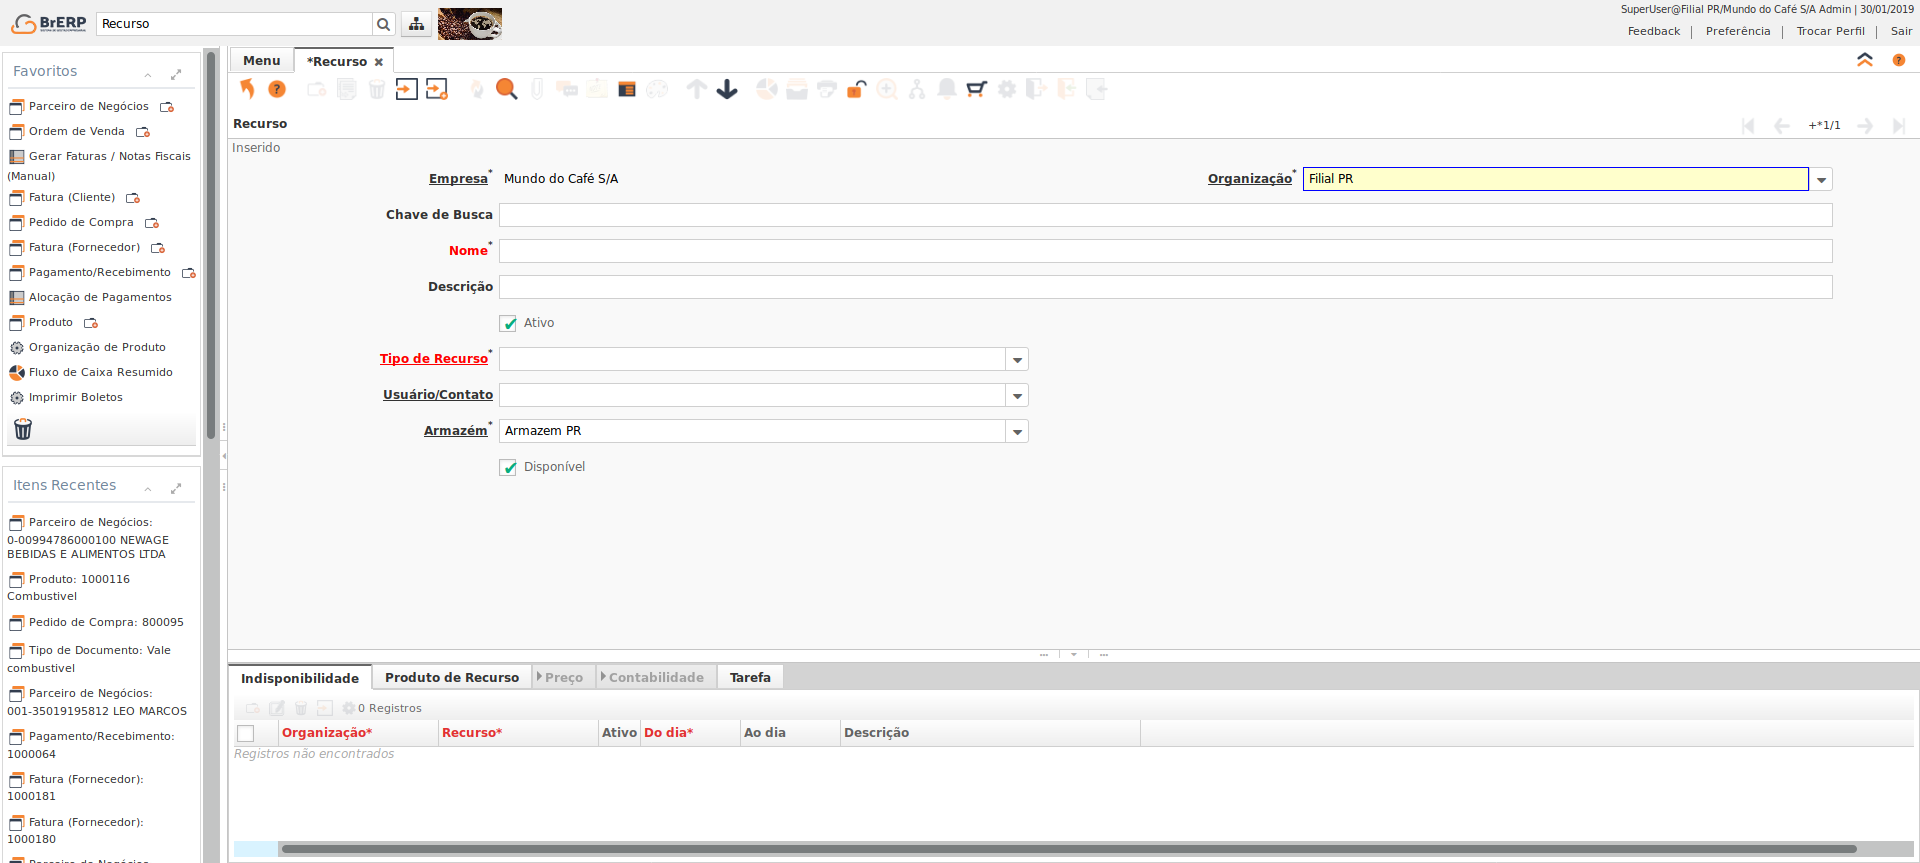 BrERP
Recurso
SuperUser@Filial PR/Mundo do Café S/A Admin | 30/01/2019
Feedback | Preferência | Trocar Perfil | Sair
Favoritos
Parceiro de Negócios
Ordem de Venda
Gerar Faturas / Notas Fiscais
(Manual)
Fatura (Cliente)
Pedido de Compra
Fatura (Fornecedor)
Pagamento/Recebimento
Alocação de Pagamentos
Produto
Organização de Produto
Fluxo de Caixa Resumido
Imprimir Boletos
Itens Recentes
Parceiro de Negócios:
0-00994786000100 NEWAGE
BEBIDAS E ALIMENTOS LTDA
Produto: 1000116
Combustivel
Pedido de Compra: 800095
Tipo de Documento: Vale
combustivel
Parceiro de Negócios:
001-35019195812 LEO MARCOS
Pagamento/Recebimento:
1000064
Fatura (Fornecedor):
1000181
Fatura (Fornecedor):
1000180
Parceiro de Negócios
Menu
*Recurso
Recurso
+*1/1
Inserido
Empresa* Mundo do Café S/A
Organização* Filial PR
Chave de Busca
Nome*
Descrição
Ativo
Tipo de Recurso*
Usuário/Contato
Armazém* Armazem PR
Disponível
Indisponibilidade Produto de Recurso Preço Contabilidade Tarefa
0 Registros
Organização* Recurso* Ativo Do dia* Ao dia Descrição
Registros não encontrados